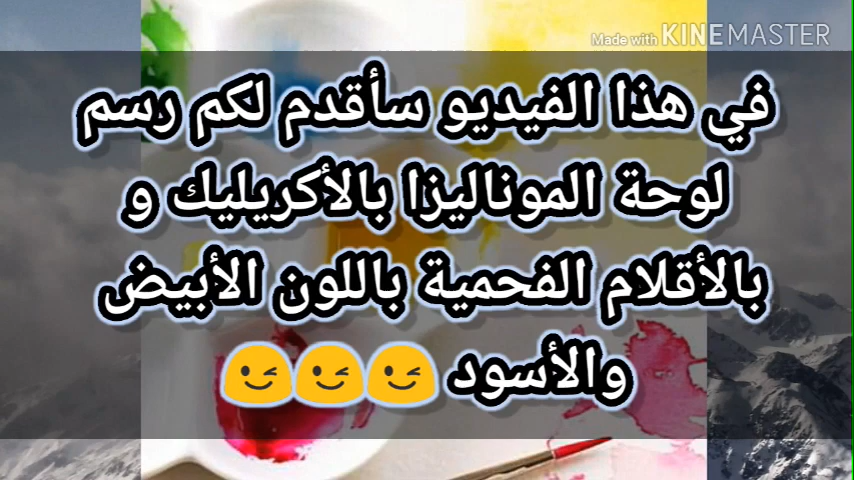 Made with KINEMASTER
في هذا الفيديو سأقدم لكم رسم
لوحة الموناليزا بالأكريليك و
بالأقلام الفحمية باللون الأبيض
والأسود 😉😉😉